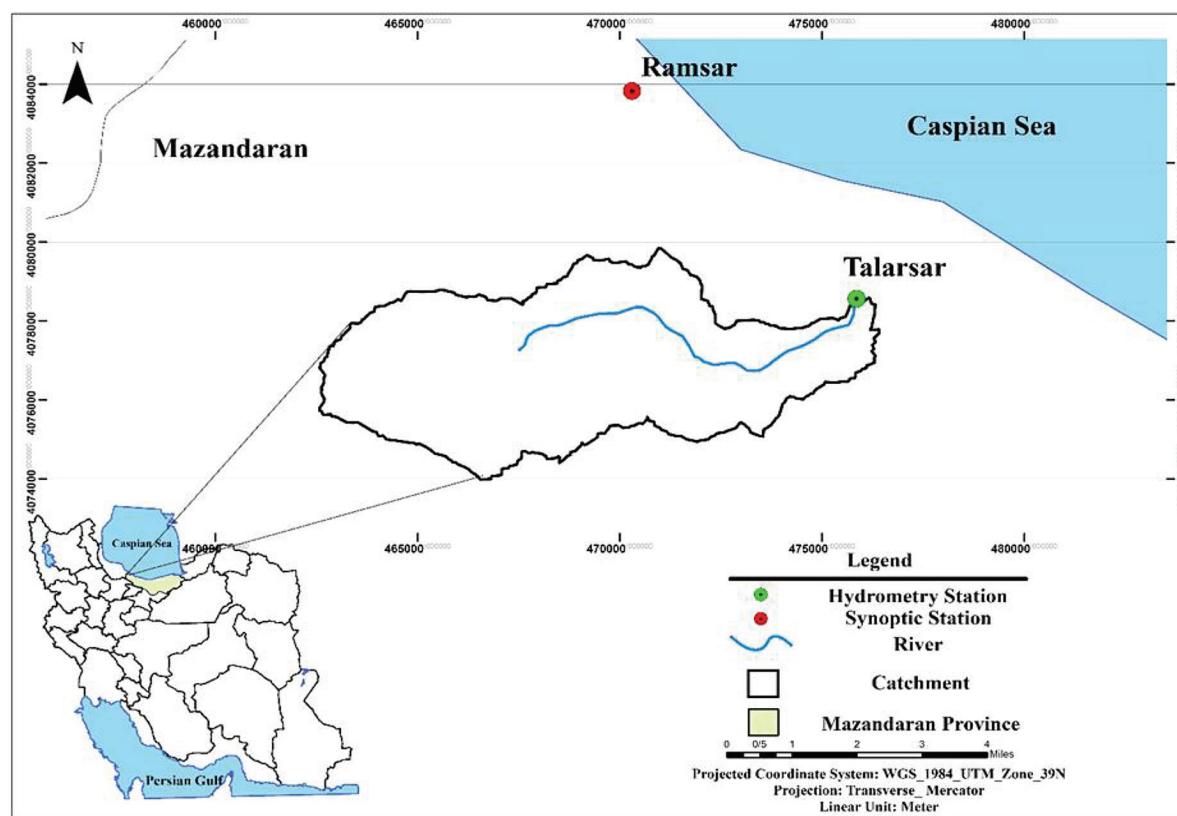 460000 465000 470000 475000 480000
N
Ramsar
4084000
Caspian Sea
Mazandaran
4082000
4080000
Talarsar
4078000
4076000
4074000
Caspian Sea
460000 465000 470000 475000 480000
Legend
Hydrometry Station
Synoptic Station
River
Catchment
Mazandaran Province
0 0/5 1 2 3 4
Miles
Persian Gulf
Projected Coordinate System: WGS_1984_UTM_Zone_39N
Projection: Transverse_ Mercator
Linear Unit: Meter